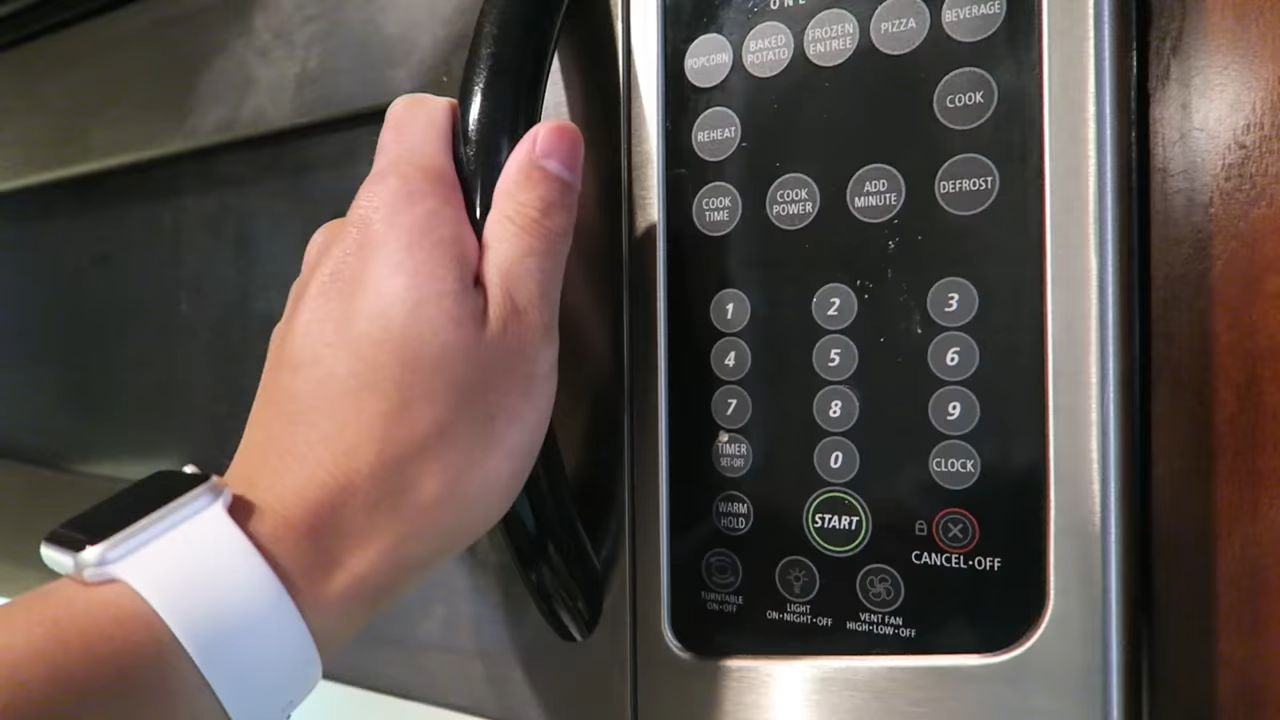 ONE
POPCORN
BAKED
POTATO
FROZEN
ENTREE
PIZZA
BEVERAGE
REHEAT
COOK
COOK
TIME
COOK
POWER
ADD
MINUTE
DEFROST
1
2
3
4
5
6
7
8
9
TIMER
SET•OFF
0
CLOCK
WARM
HOLD
START
CANCEL•OFF
TURNTABLE
ON•OFF
LIGHT
ON•NIGHT•OFF
VENT FAN
HIGH•LOW•OFF